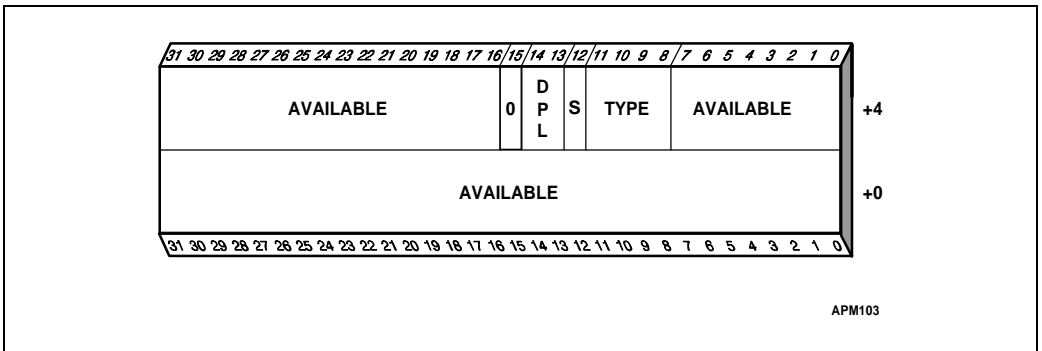 31 30 29 28 27 26 25 24 23 22 21 20 19 18 17 16 15 14 13 12 11 10 9 8 7 6 5 4 3 2 1 0
AVAILABLE 0 D P L S TYPE AVAILABLE +4
AVAILABLE +0
31 30 29 28 27 26 25 24 23 22 21 20 19 18 17 16 15 14 13 12 11 10 9 8 7 6 5 4 3 2 1 0
APM103